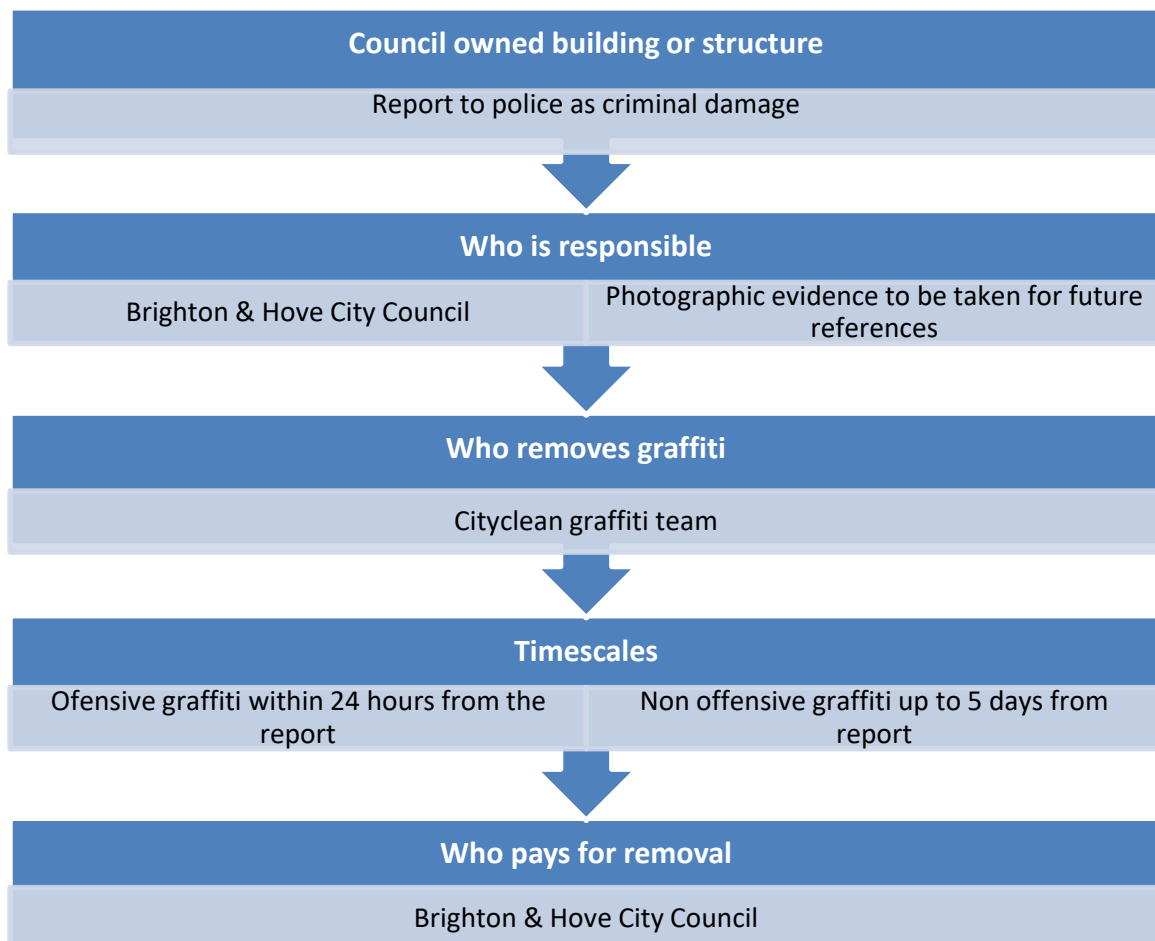 Council owned building or structure
Report to police as criminal damage
Who is responsible
Brighton & Hove City Council
Photographic evidence to be taken for future
references
Who removes graffiti
Cityclean graffiti team
Timescales
Ofensive graffiti within 24 hours from the
report
Non offensive graffiti up to 5 days from
report
Who pays for removal
Brighton & Hove City Council